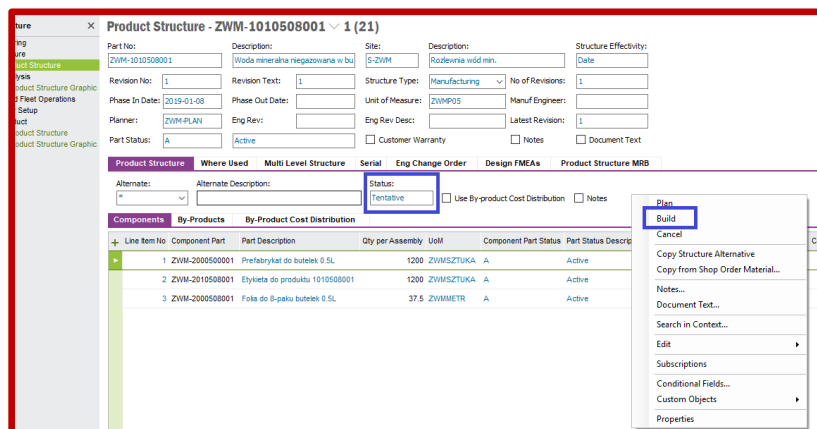 ture ×
Product Structure - ZWM-1010508001 1 (21)
ring
ure
uct Structure
lysis
oduct Structure Graphic
d Fleet Operations
Setup
duct
oduct Structure
oduct Structure Graphic
Part No: Description: Site: Description: Structure Effectivity:
ZWM-1010508001 Woda mineralna niegazowana w bu S-ZWM Rozlewnia wód min. Date
Revision No: 1 Revision Text: 1 Structure Type: Manufacturing No of Revisions: 1
Phase In Date: 2019-01-08 Phase Out Date: Unit of Measure: ZWMP05 Manuf Engineer:
Planner: ZWM-PLAN Eng Rev: Eng Rev Desc: Latest Revision: 1
Part Status: A Active Customer Warranty Notes Document Text
Product Structure Where Used Multi Level Structure Serial Eng Change Order Design FMEAs Product Structure MRB
Alternate: Alternate Description: Status:
* Tentative Use By-product Cost Distribution Notes
Components By-Products By-Product Cost Distribution
+ Line Item No Component Part Part Description Qty per Assembly UoM Component Part Status Part Status Descrip C
1 ZWM-2000500001 Prefabrykat do butelek 0.5L 1200 ZWMSZTUKA A Active
2 ZWM-2010508001 Etykieta do produktu 1010508001 1200 ZWMSZTUKA A Active
3 ZWM-2000508001 Folia do 8-paku butelek 0.5L 37.5 ZWMMETR A Active
Plan
Build
Cancel
Copy Structure Alternative
Copy from Shop Order Material...
Notes...
Document Text...
Search in Context...
Edit
Subscriptions
Conditional Fields...
Custom Objects
Properties